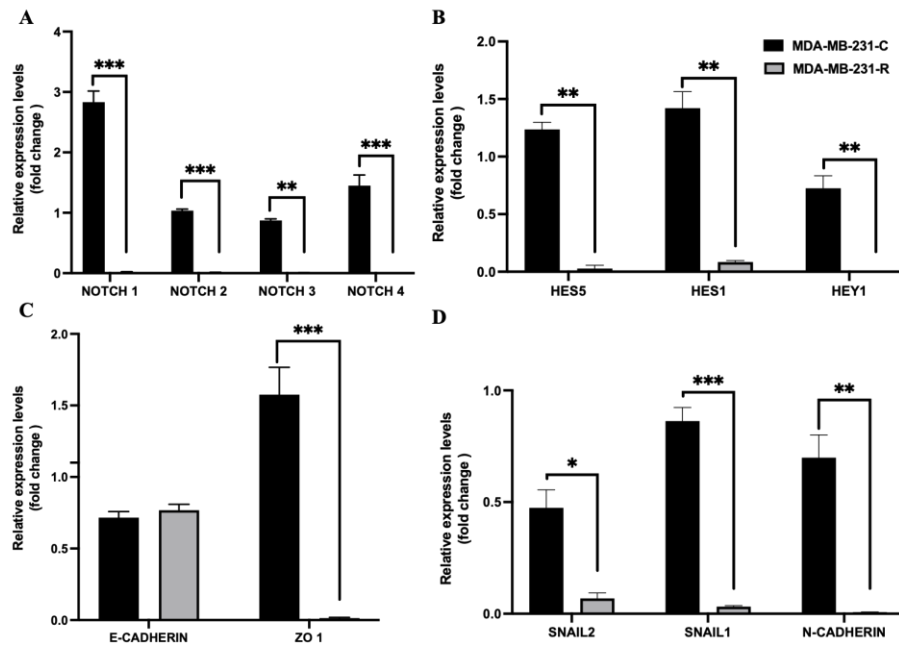 A
Relative expression levels
(fold change )
4
3
2
1
0
***
***
**
***
NOTCH 1 NOTCH 2 NOTCH 3 NOTCH 4
B
Relative expression levels
(fold change )
2.0
1.5
1.0
0.5
0.0
**
**
**
HES5 HES1 HEY1
MDA-MB-231-C
MDA-MB-231-R
C
Relative expression levels
(fold change )
2.0
1.5
1.0
0.5
0.0
***
E-CADHERIN ZO 1
D
Relative expression levels
(fold change )
1.0
0.5
0.0
*
***
**
SNAIL2 SNAIL1 N-CADHERIN